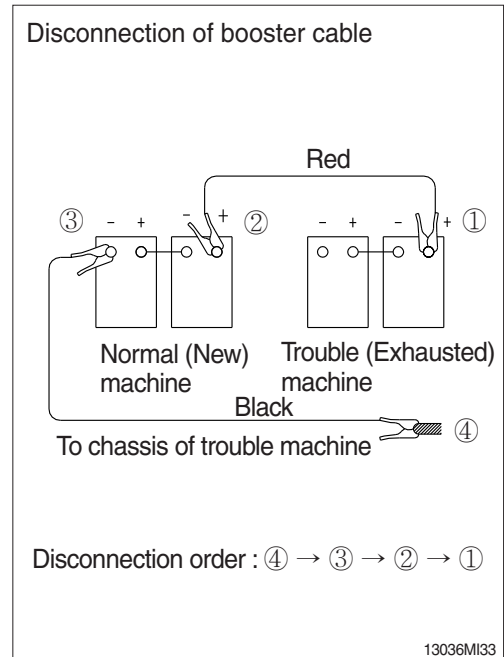 Disconnection of booster cable
Red
③ - + - + ② - + - + ①
Normal (New)
machine
Trouble (Exhausted)
machine
Black
To chassis of trouble machine ④
Disconnection order : ④ → ③ → ② → ①
13036MI33